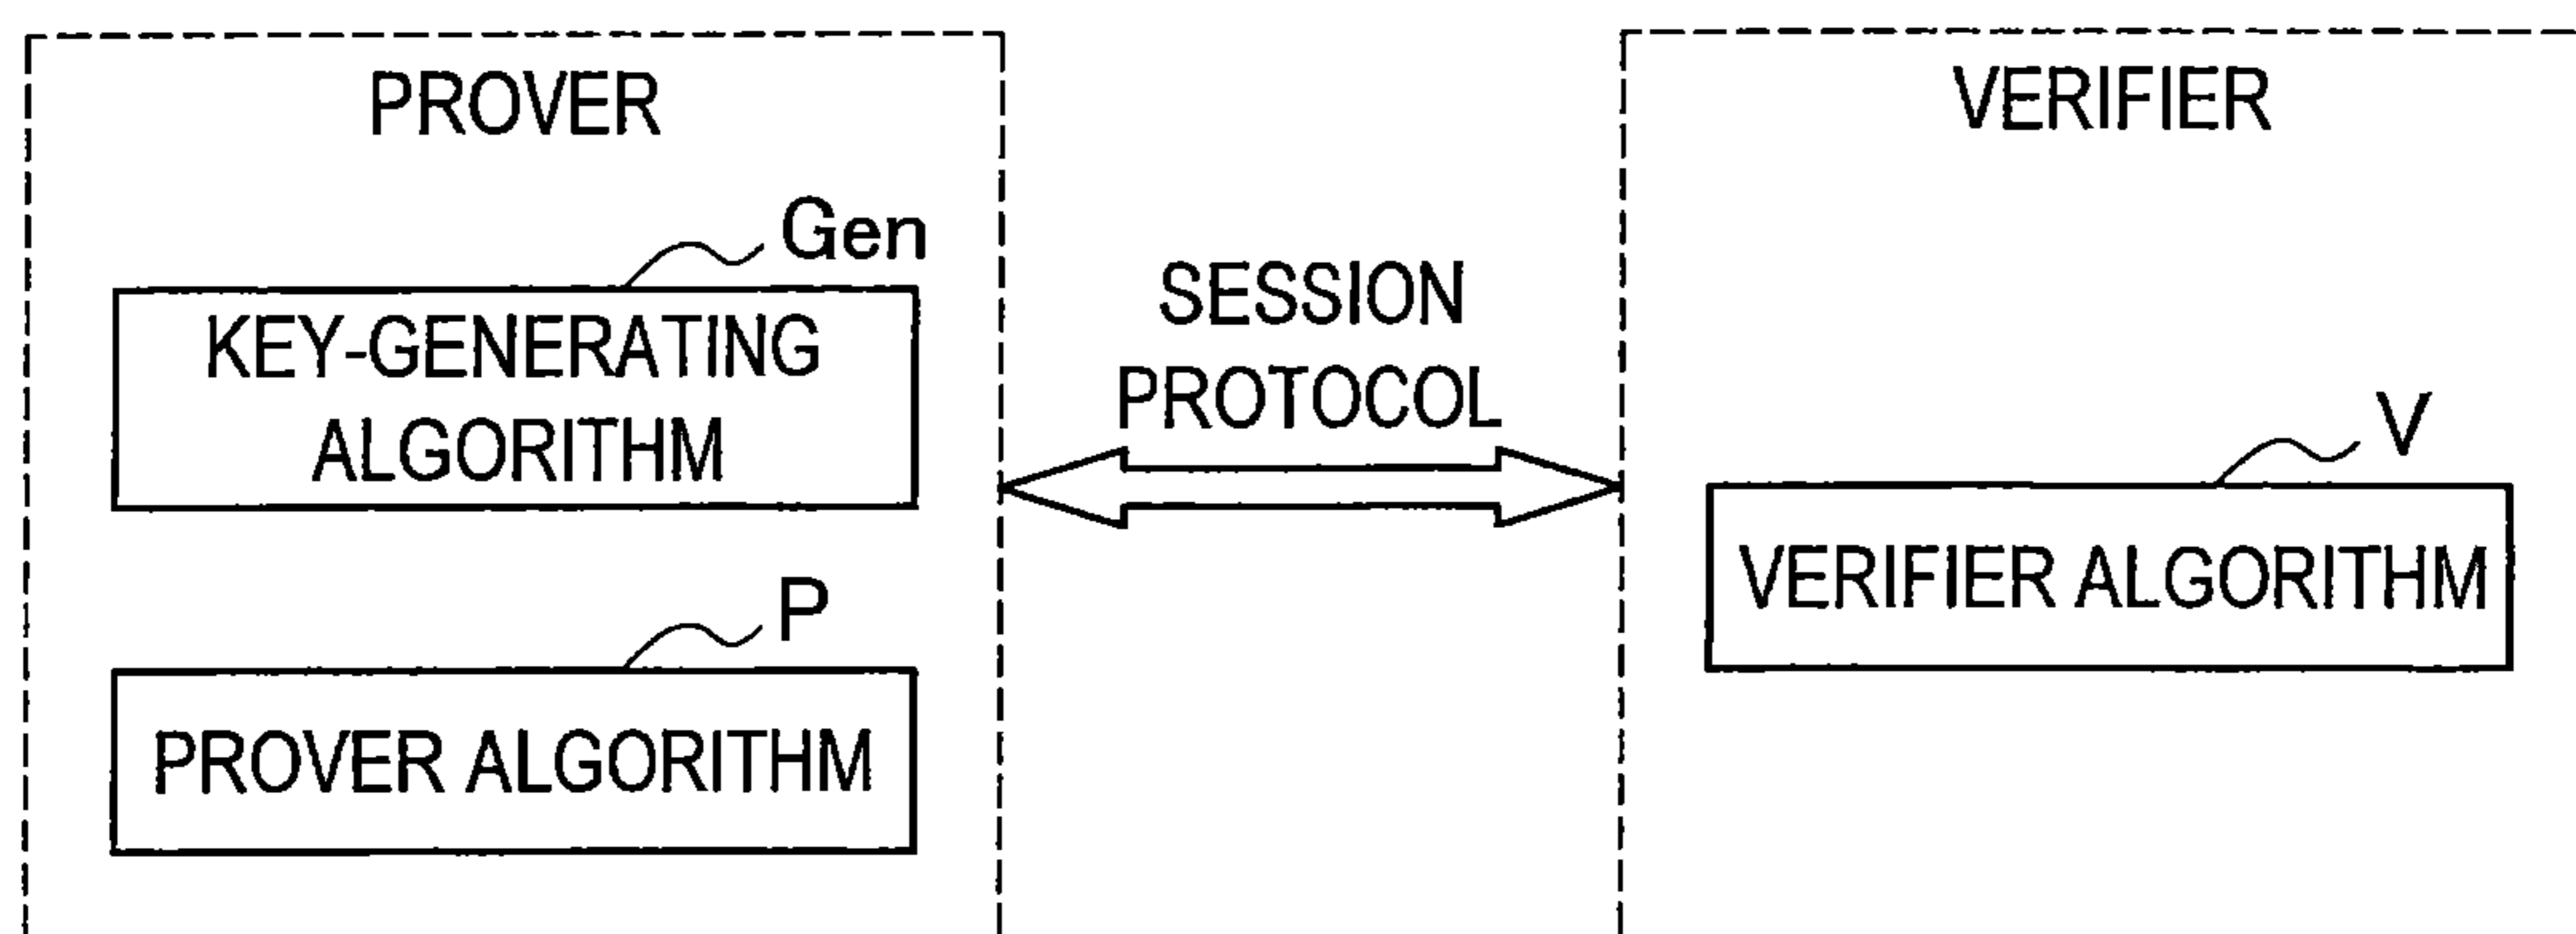 PROVER
Gen
KEY-GENERATING
ALGORITHM
P
PROVER ALGORITHM
SESSION
PROTOCOL
VERIFIER
V
VERIFIER ALGORITHM